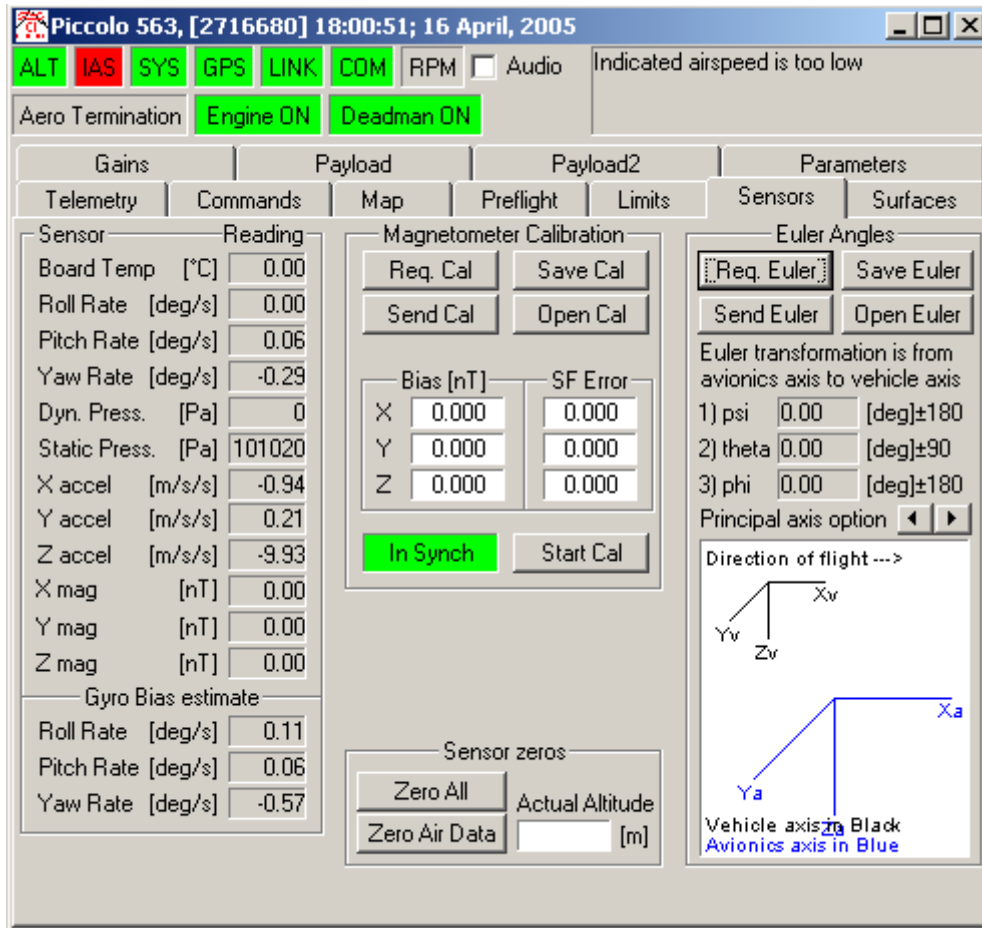 Piccolo 563, [2716680] 18:00:51; 16 April, 2005
ALT IAS SYS GPS LINK COM RPM Audio
Indicated airspeed is too low
Aero Termination Engine ON Deadman ON
Gains Payload Payload2 Parameters
Telemetry Commands Map Preflight Limits Sensors Surfaces
Sensor Reading
Board Temp [°C] 0.00
Roll Rate [deg/s] 0.00
Pitch Rate [deg/s] 0.06
Yaw Rate [deg/s] -0.29
Dyn. Press. [Pa] 0
Static Press. [Pa] 101020
X accel [m/s/s] -0.94
Y accel [m/s/s] 0.21
Z accel [m/s/s] -9.93
X mag [nT] 0.00
Y mag [nT] 0.00
Z mag [nT] 0.00
Gyro Bias estimate
Roll Rate [deg/s] 0.11
Pitch Rate [deg/s] 0.06
Yaw Rate [deg/s] -0.57
Magnetometer Calibration
Req. Cal Save Cal
Send Cal Open Cal
Bias [nT] SF Error
X 0.000 0.000
Y 0.000 0.000
Z 0.000 0.000
In Synch Start Cal
Sensor zeros
Zero All
Actual Altitude
Zero Air Data [m]
Euler Angles
Req. Euler Save Euler
Send Euler Open Euler
Euler transformation is from
avionics axis to vehicle axis
1) psi 0.00 [deg]±180
2) theta 0.00 [deg]±90
3) phi 0.00 [deg]±180
Principal axis option
Direction of flight --->
Xv
Yv
Zv
Xa
Ya
Za
Vehicle axis in Black
Avionics axis in Blue